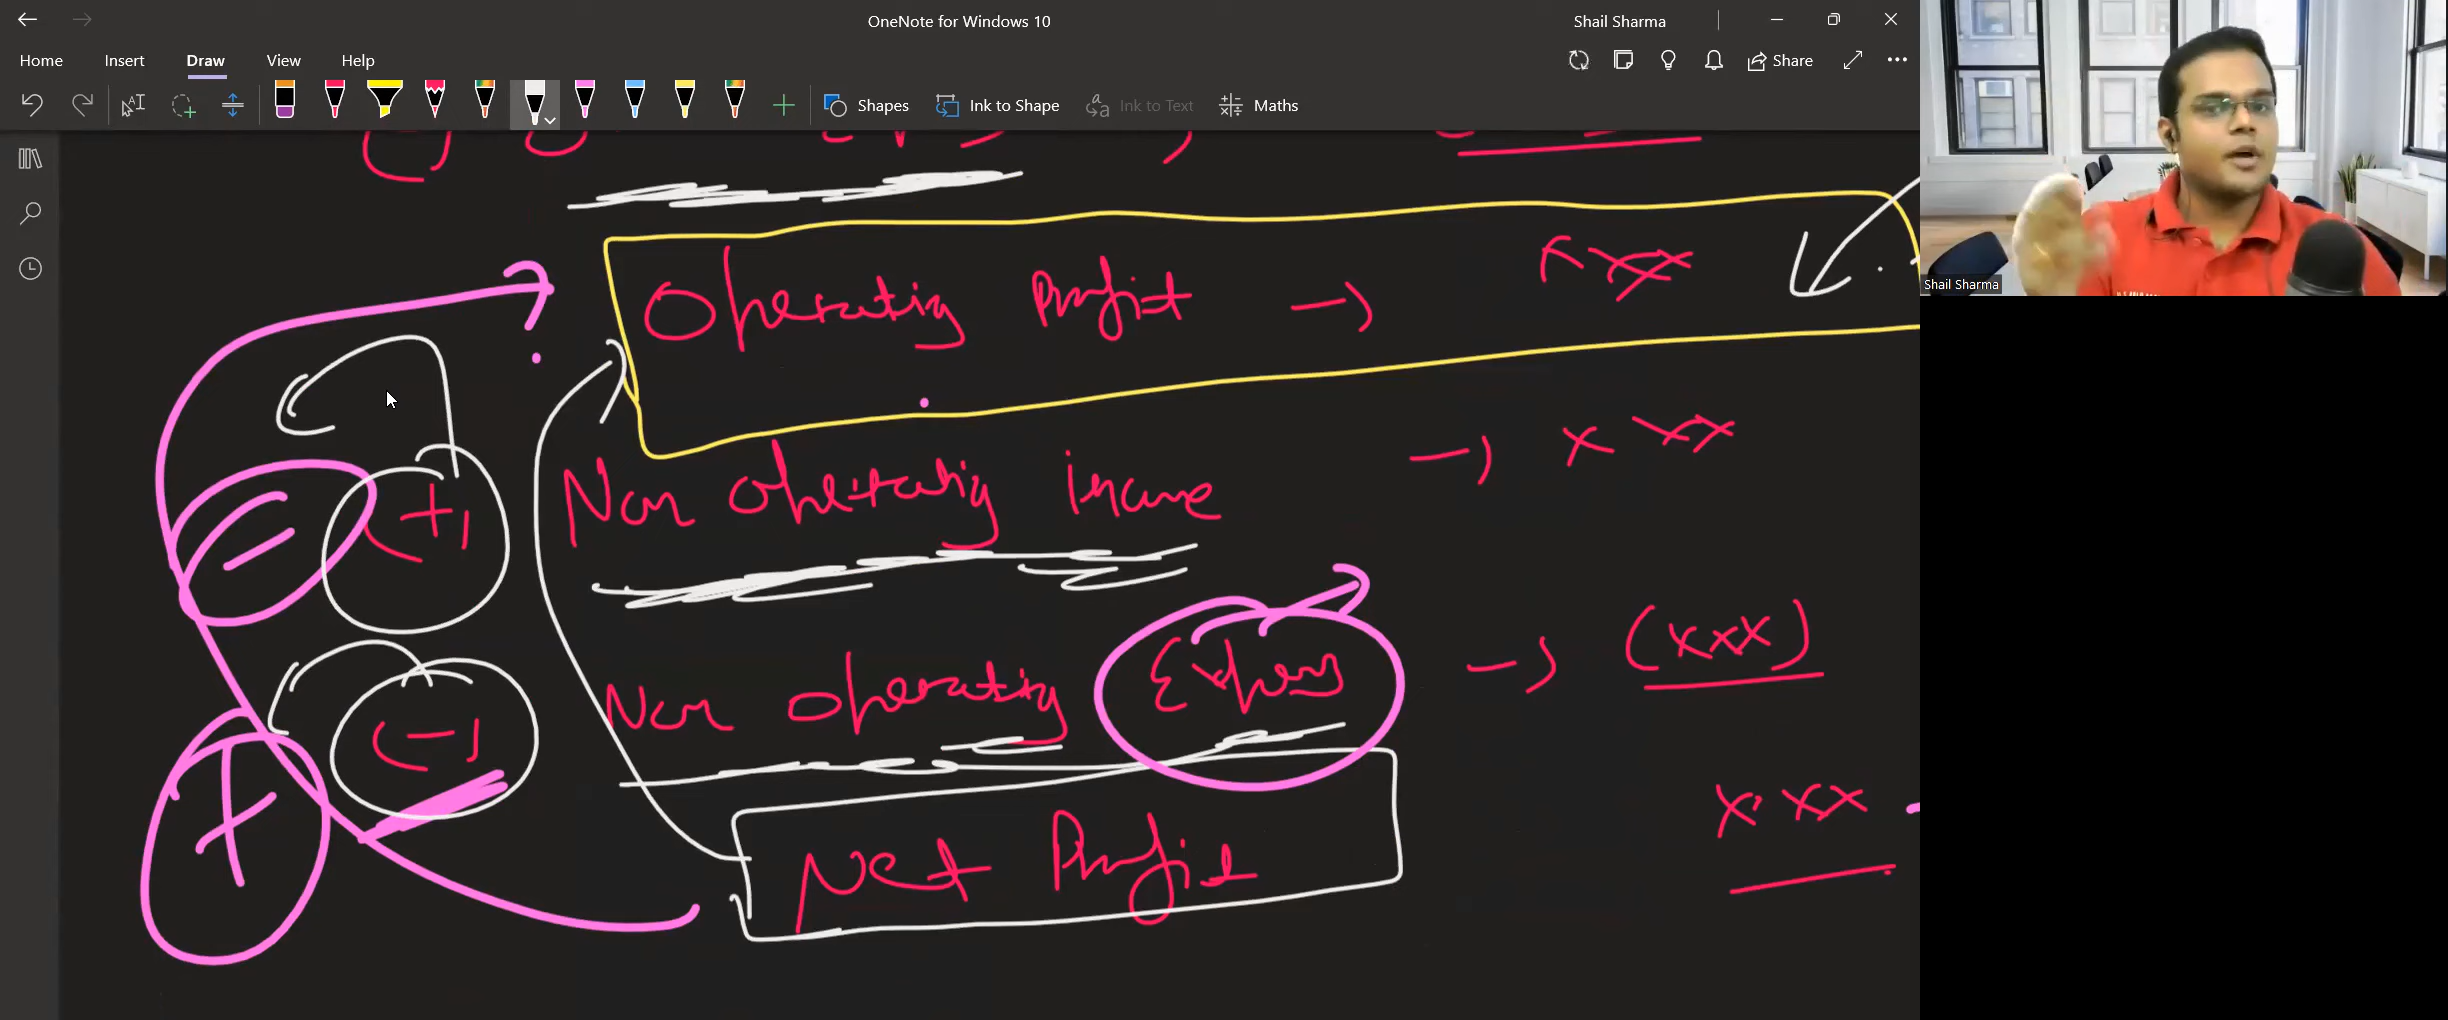 OneNote for Windows 10
Shail Sharma
Home Insert Draw View Help
Share
Shapes Ink to Shape Ink to Text Maths
Shail Sharma
Operating Profit → xxx
(+) Non operating income → xxx
(-) Non operating Expenses → (xxx)
Net Profit xxx